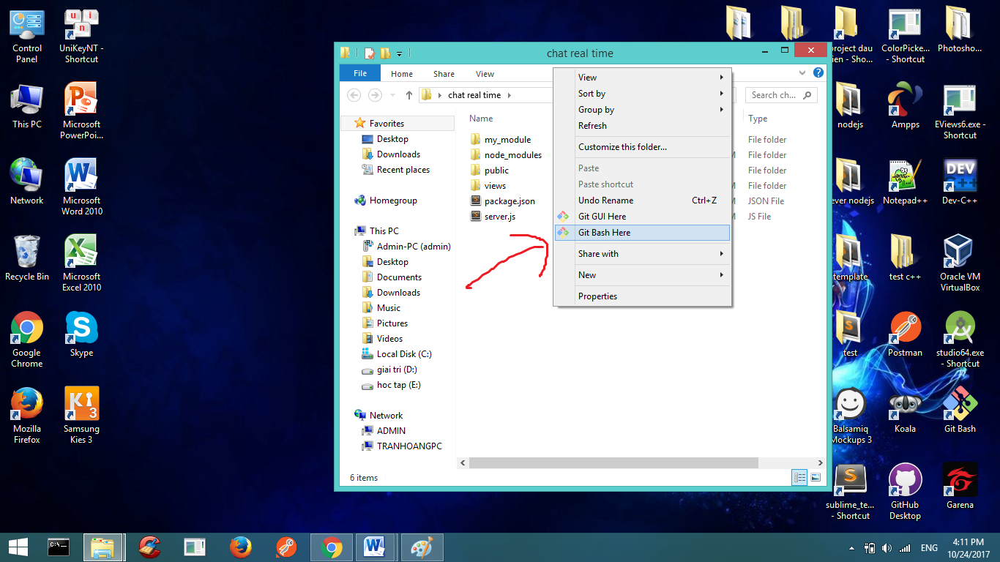 Control
Panel
UniKeyNT -
Shortcut
This PC
Microsoft
PowerPoi...
Network
Microsoft
Word 2010
Recycle Bin
Microsoft
Excel 2010
Google
Chrome
Skype
Mozilla
Firefox
Samsung
Kies 3
chat real time
File
Home
Share
View
chat real time
Search ch...
Favorites
Desktop
Downloads
Recent places
Homegroup
This PC
Admin-PC (admin)
Desktop
Documents
Downloads
Music
Pictures
Videos
Local Disk (C:)
giai tri (D:)
hoc tap (E:)
Network
ADMIN
TRANHOANGPC
Name
my_module
node_modules
public
views
package.json
server.js
Type
File folder
File folder
File folder
File folder
JSON File
JS File
View
Sort by
Group by
Refresh
Customize this folder...
Paste
Paste shortcut
Undo Rename Ctrl+Z
Git GUI Here
Git Bash Here
Share with
New
Properties
6 items
project dau
ien - Sho...
ColorPicke...
- Shortcut
Photosho...
nodejs
Ampps
EViews6.exe -
Shortcut
ever nodejs
Notepad++
DEV
C++
Dev-C++
template
test c++
Oracle VM
VirtualBox
test
Postman
studio64.exe
- Shortcut
Balsamiq
Mockups 3
Koala
Git Bash
sublime_te...
- Shortcut
GitHub
Desktop
Garena
ENG
4:11 PM
10/24/2017